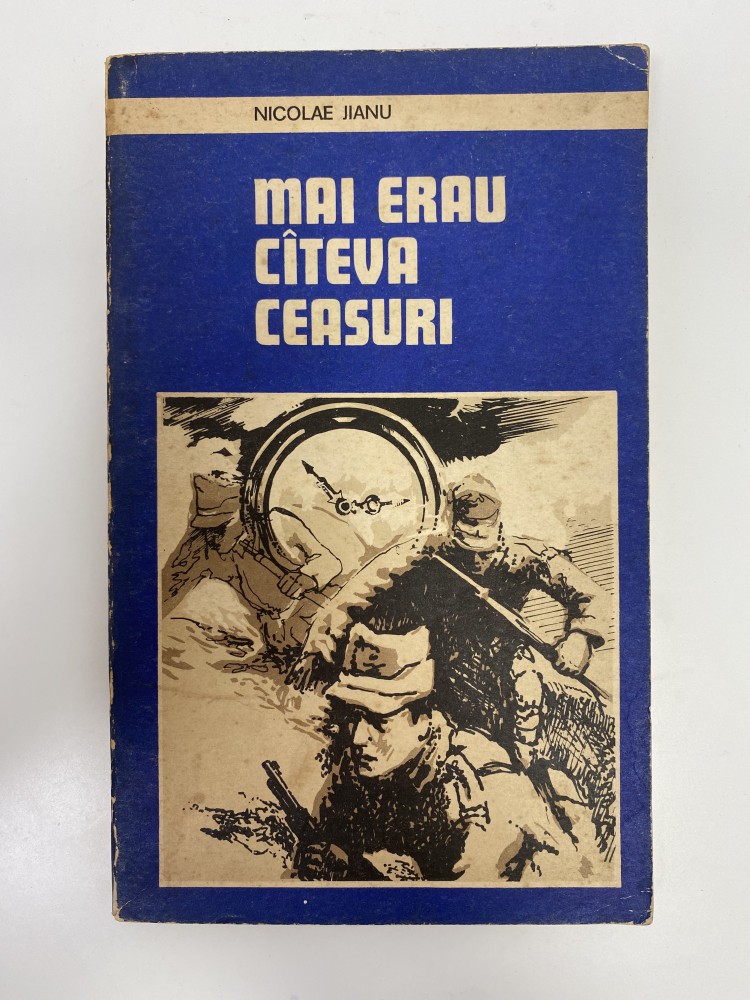 NICOLAE JIANU
MAI ERAU
CÎTEVA
CEASURI